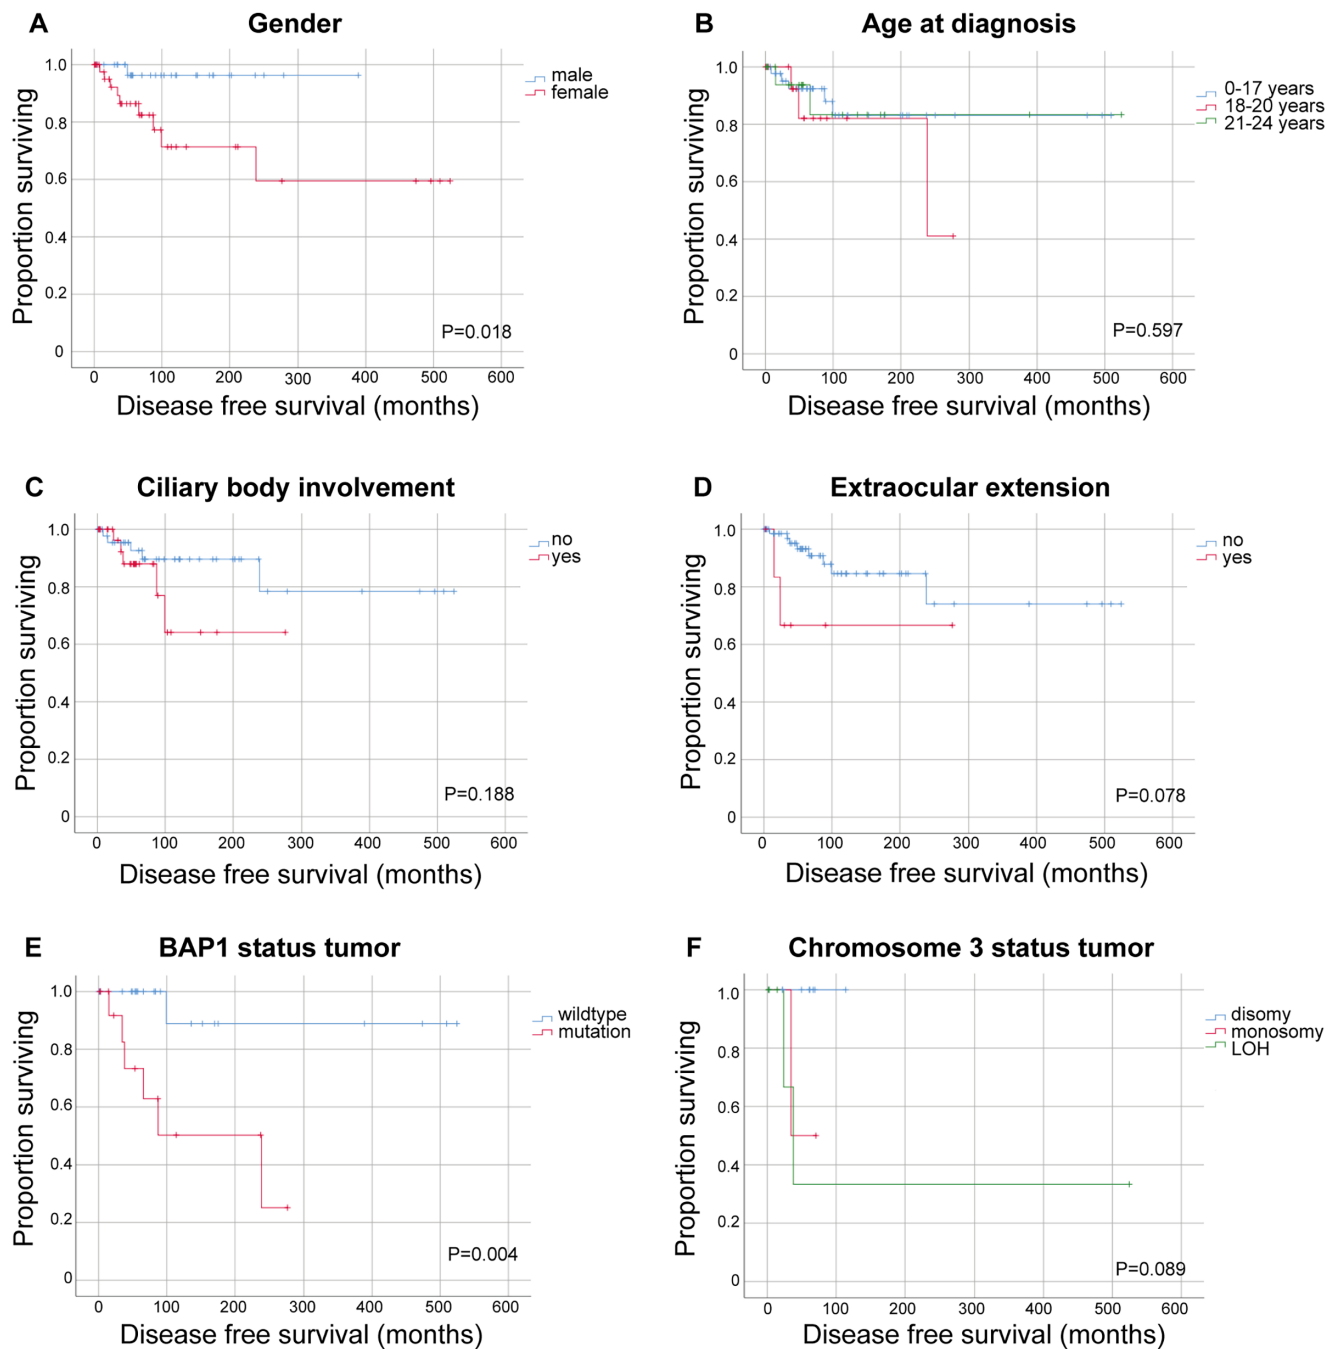 A Gender
Proportion surviving
1.0
0.8
0.6
0.4
0.2
0
male
female
P=0.018
0 100 200 300 400 500 600
Disease free survival (months)
B Age at diagnosis
Proportion surviving
1.0
0.8
0.6
0.4
0.2
0
0-17 years
18-20 years
21-24 years
P=0.597
0 100 200 300 400 500 600
Disease free survival (months)
C Ciliary body involvement
Proportion surviving
1.0
0.8
0.6
0.4
0.2
0
no
yes
P=0.188
0 100 200 300 400 500 600
Disease free survival (months)
D Extraocular extension
Proportion surviving
1.0
0.8
0.6
0.4
0.2
0
no
yes
P=0.078
0 100 200 300 400 500 600
Disease free survival (months)
E BAP1 status tumor
Proportion surviving
1.0
0.8
0.6
0.4
0.2
0
wildtype
mutation
P=0.004
0 100 200 300 400 500 600
Disease free survival (months)
F Chromosome 3 status tumor
Proportion surviving
1.0
0.8
0.6
0.4
0.2
0
disomy
monosomy
LOH
P=0.089
0 100 200 300 400 500 600
Disease free survival (months)